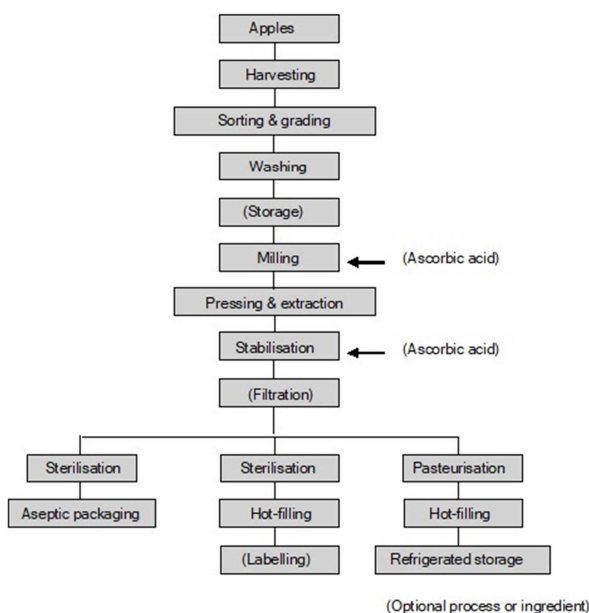 Apples
Harvesting
Sorting & grading
Washing
(Storage)
Milling
(Ascorbic acid)
Pressing & extraction
Stabilisation
(Ascorbic acid)
(Filtration)
Sterilisation
Sterilisation
Pasteurisation
Aseptic packaging
Hot-filling
Hot-filling
(Labelling)
Refrigerated storage
(Optional process or ingredient)